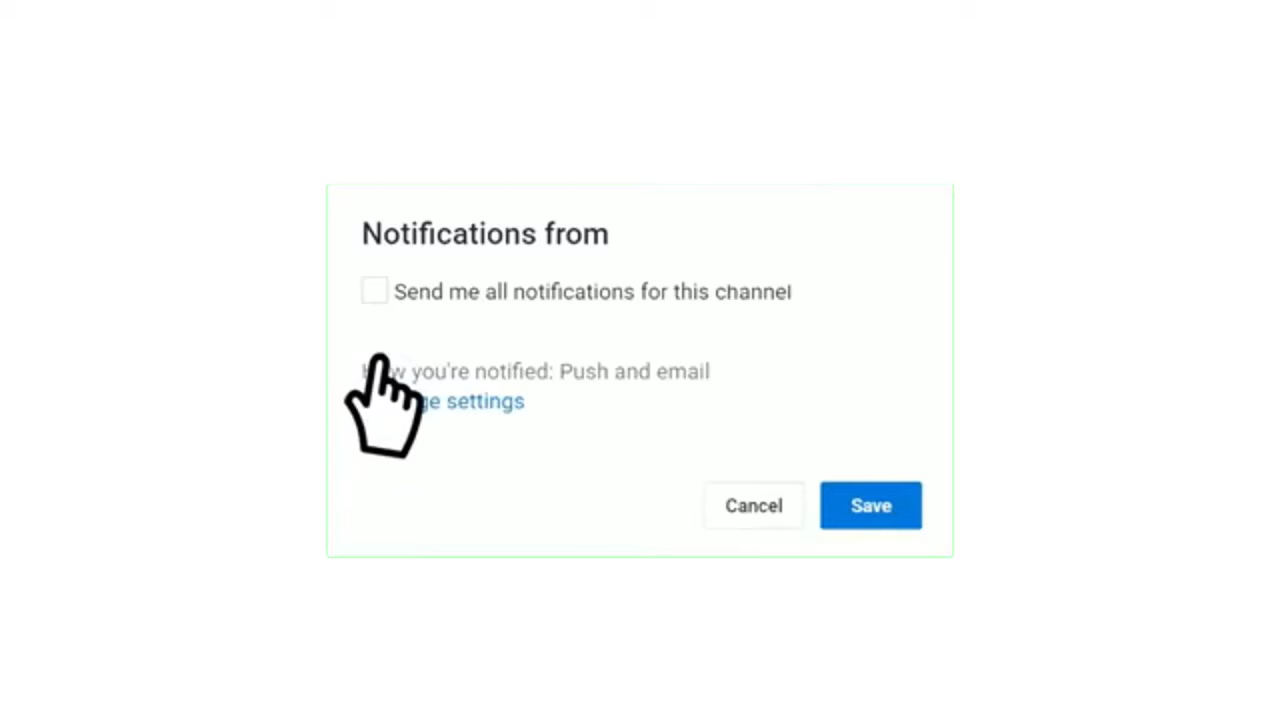 Notifications from
Send me all notifications for this channel
you're notified: Push and email
settings
Cancel
Save